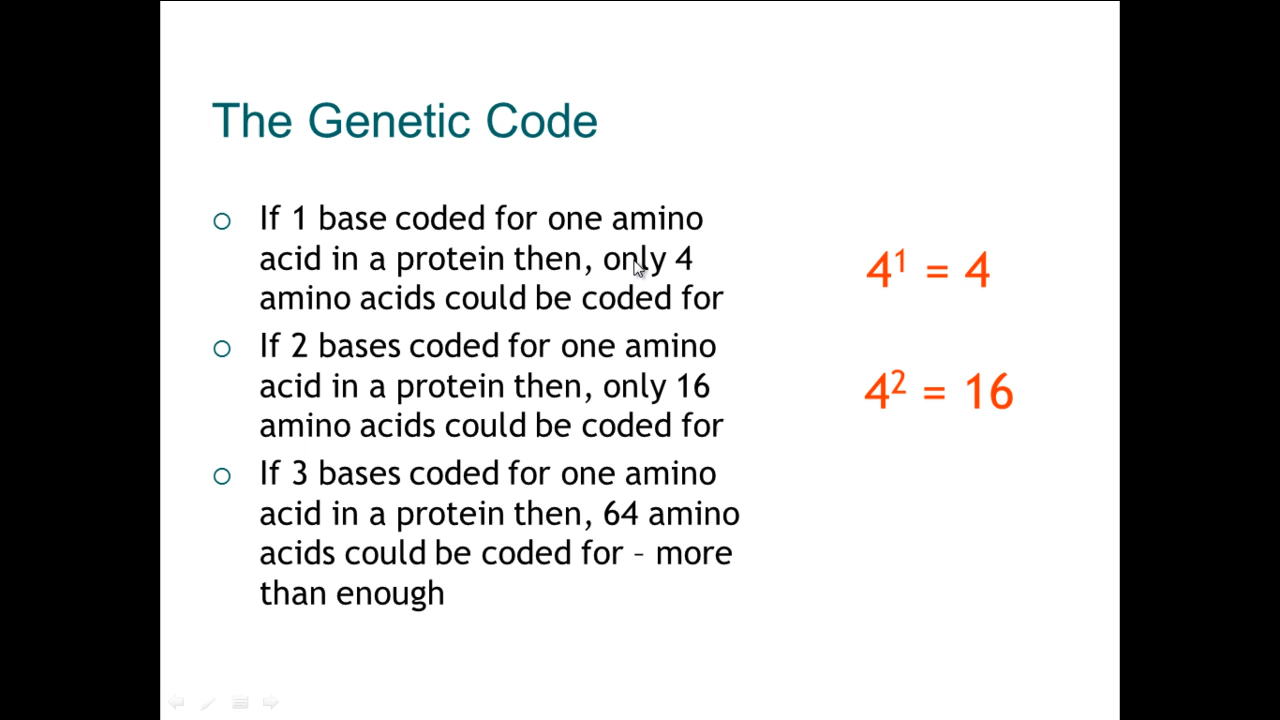 The Genetic Code
If 1 base coded for one amino
acid in a protein then, only 4
amino acids could be coded for
4¹ = 4
If 2 bases coded for one amino
acid in a protein then, only 16
amino acids could be coded for
4² = 16
If 3 bases coded for one amino
acid in a protein then, 64 amino
acids could be coded for – more
than enough